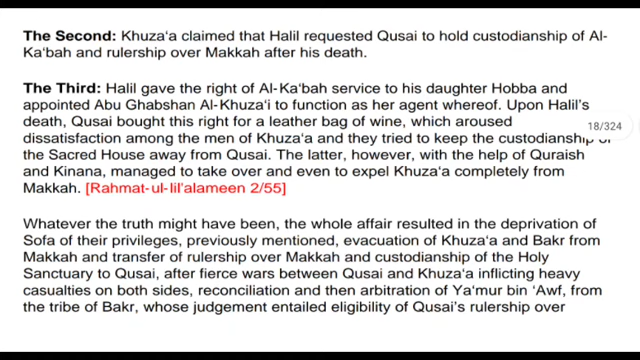 The Second: Khuza‘a claimed that Halil requested Qusai to hold custodianship of Al-
Ka‘bah and rulership over Makkah after his death.
The Third: Halil gave the right of Al-Ka‘bah service to his daughter Hobba and
appointed Abu Ghabshan Al-Khuza‘i to function as her agent whereof. Upon Halil's
death, Qusai bought this right for a leather bag of wine, which aroused
dissatisfaction among the men of Khuza‘a and they tried to keep the custodianship of
18/324
the Sacred House away from Qusai. The latter, however, with the help of Quraish
and Kinana, managed to take over and even to expel Khuza‘a completely from
Makkah. [Rahmat-ul-lil'alameen 2/55]
Whatever the truth might have been, the whole affair resulted in the deprivation of
Sofa of their privileges, previously mentioned, evacuation of Khuza‘a and Bakr from
Makkah and transfer of rulership over Makkah and custodianship of the Holy
Sanctuary to Qusai, after fierce wars between Qusai and Khuza‘a inflicting heavy
casualties on both sides, reconciliation and then arbitration of Ya‘mur bin ‘Awf, from
the tribe of Bakr, whose judgement entailed eligibility of Qusai's rulership over